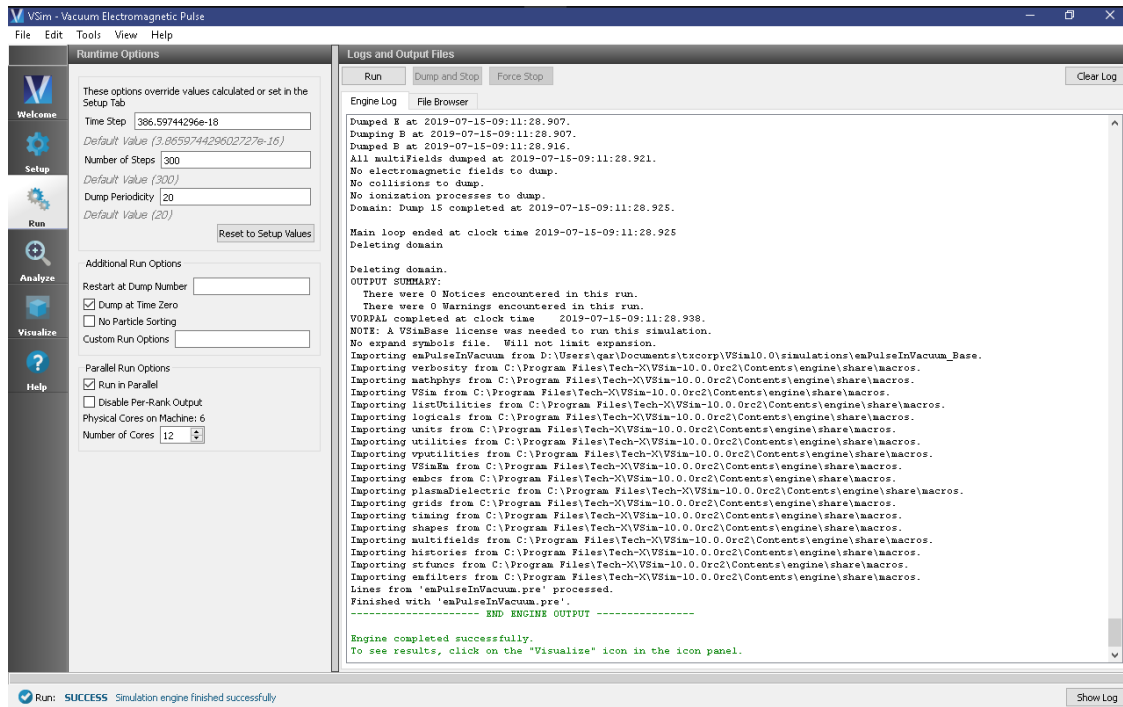 VSim - Vacuum Electromagnetic Pulse
File Edit Tools View Help
Welcome
Setup
Run
Analyze
Visualize
Help
Runtime Options
These options override values calculated or set in the
Setup Tab
Time Step 386.59744296e-18
Default Value (3.865974429602727e-16)
Number of Steps 300
Default Value (300)
Dump Periodicity 20
Default Value (20)
Reset to Setup Values
Additional Run Options
Restart at Dump Number
Dump at Time Zero
No Particle Sorting
Custom Run Options
Parallel Run Options
Run in Parallel
Disable Per-Rank Output
Physical Cores on Machine: 6
Number of Cores 12
Logs and Output Files
Run Dump and Stop Force Stop Clear Log
Engine Log File Browser
Dumped E at 2019-07-15-09:11:28.907.
Dumping B at 2019-07-15-09:11:28.907.
Dumped B at 2019-07-15-09:11:28.916.
All multiFields dumped at 2019-07-15-09:11:28.921.
No electromagnetic fields to dump.
No collisions to dump.
No ionization processes to dump.
Domain: Dump 15 completed at 2019-07-15-09:11:28.925.
Main loop ended at clock time 2019-07-15-09:11:28.925
Deleting domain
Deleting domain.
OUTPUT SUMMARY:
There were 0 Notices encountered in this run.
There were 0 Warnings encountered in this run.
VORPAL completed at clock time 2019-07-15-09:11:28.938.
NOTE: A VSimBase license was needed to run this simulation.
No expand symbols file. Will not limit expansion.
Importing emPulseInVacuum from D:\Users\qar\Documents\txcorp\VSim10.0\simulations\emPulseInVacuum_Base.
Importing verbosity from C:\Program Files\Tech-X\VSim-10.0.0rc2\Contents\engine\share\macros.
Importing mathphys from C:\Program Files\Tech-X\VSim-10.0.0rc2\Contents\engine\share\macros.
Importing VSim from C:\Program Files\Tech-X\VSim-10.0.0rc2\Contents\engine\share\macros.
Importing listUtilities from C:\Program Files\Tech-X\VSim-10.0.0rc2\Contents\engine\share\macros.
Importing logicals from C:\Program Files\Tech-X\VSim-10.0.0rc2\Contents\engine\share\macros.
Importing units from C:\Program Files\Tech-X\VSim-10.0.0rc2\Contents\engine\share\macros.
Importing utilities from C:\Program Files\Tech-X\VSim-10.0.0rc2\Contents\engine\share\macros.
Importing vputilities from C:\Program Files\Tech-X\VSim-10.0.0rc2\Contents\engine\share\macros.
Importing VSimEm from C:\Program Files\Tech-X\VSim-10.0.0rc2\Contents\engine\share\macros.
Importing embcs from C:\Program Files\Tech-X\VSim-10.0.0rc2\Contents\engine\share\macros.
Importing plasmaDielectric from C:\Program Files\Tech-X\VSim-10.0.0rc2\Contents\engine\share\macros.
Importing grids from C:\Program Files\Tech-X\VSim-10.0.0rc2\Contents\engine\share\macros.
Importing timing from C:\Program Files\Tech-X\VSim-10.0.0rc2\Contents\engine\share\macros.
Importing shapes from C:\Program Files\Tech-X\VSim-10.0.0rc2\Contents\engine\share\macros.
Importing multifields from C:\Program Files\Tech-X\VSim-10.0.0rc2\Contents\engine\share\macros.
Importing histories from C:\Program Files\Tech-X\VSim-10.0.0rc2\Contents\engine\share\macros.
Importing stfuncs from C:\Program Files\Tech-X\VSim-10.0.0rc2\Contents\engine\share\macros.
Importing emfilters from C:\Program Files\Tech-X\VSim-10.0.0rc2\Contents\engine\share\macros.
Lines from 'emPulseInVacuum.pre' processed.
Finished with 'emPulseInVacuum.pre'.
---------------------- END ENGINE OUTPUT ----------------
Engine completed successfully.
To see results, click on the "Visualize" icon in the icon panel.
Run: SUCCESS Simulation engine finished successfully
Show Log